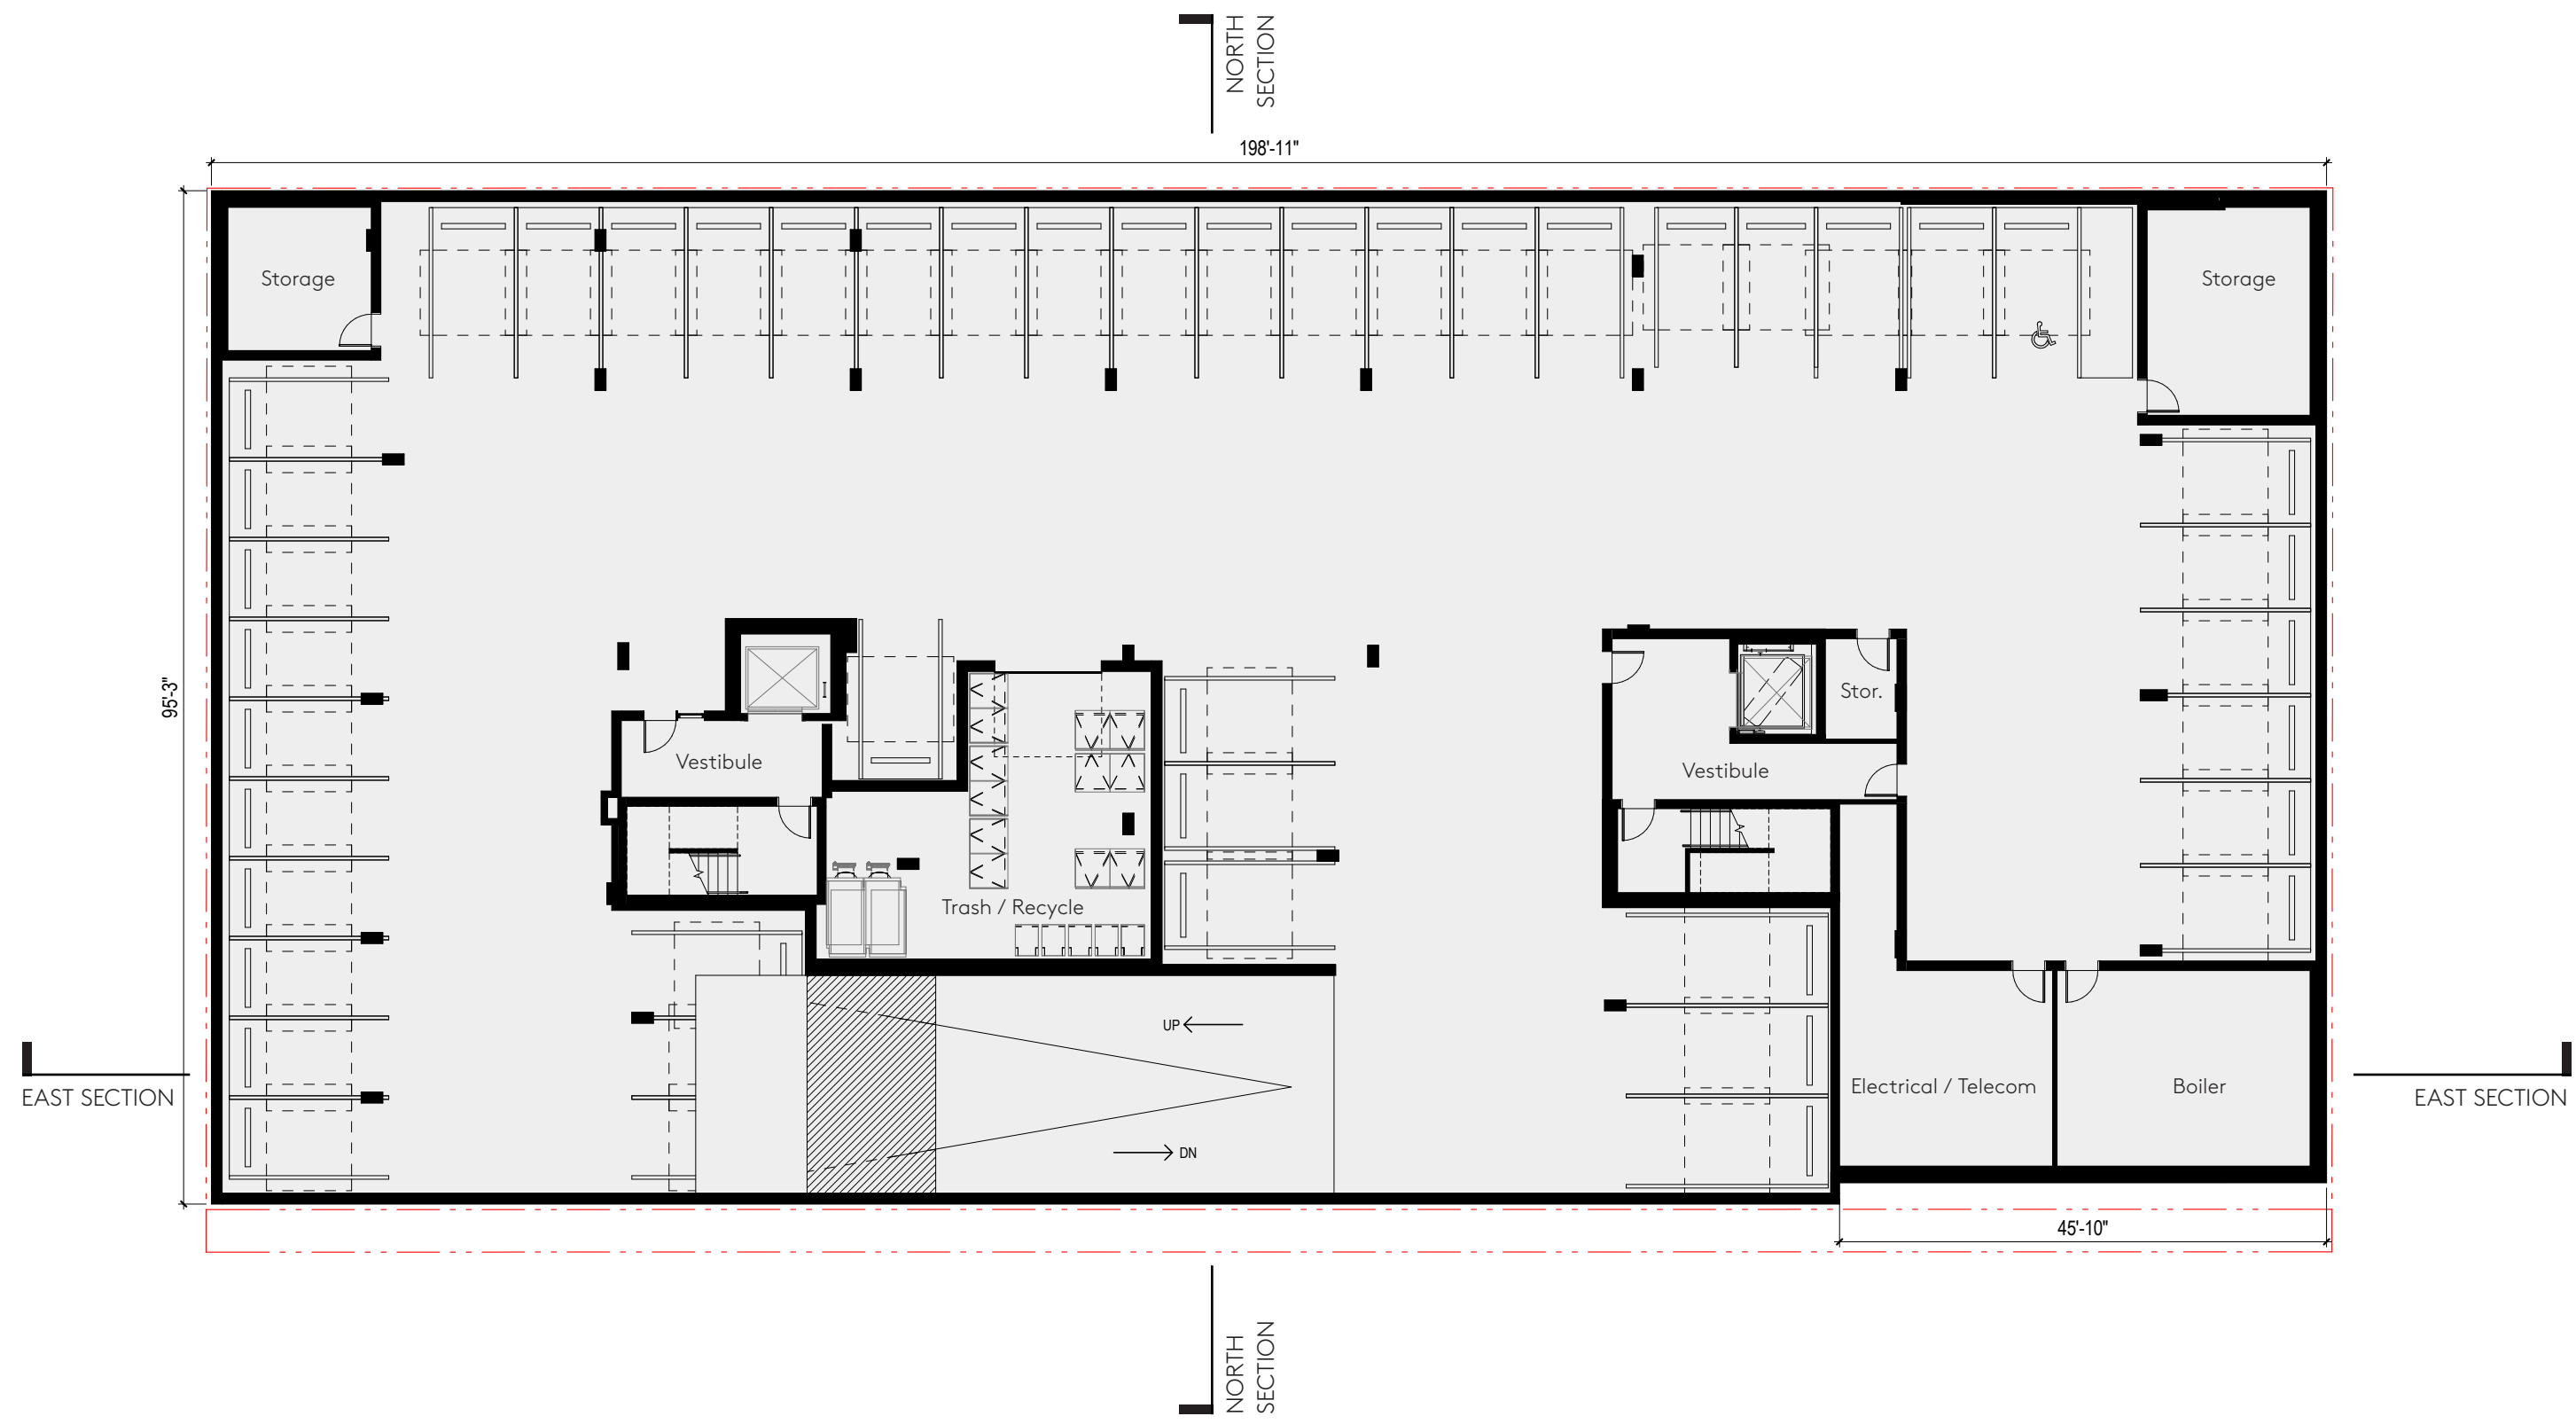 NORTH
SECTION
198'-11"
Storage
Storage
95'-3"
Stor.
Vestibule
Vestibule
Trash / Recycle
UP
DN
Electrical / Telecom
Boiler
EAST SECTION
EAST SECTION
45'-10"
NORTH
SECTION